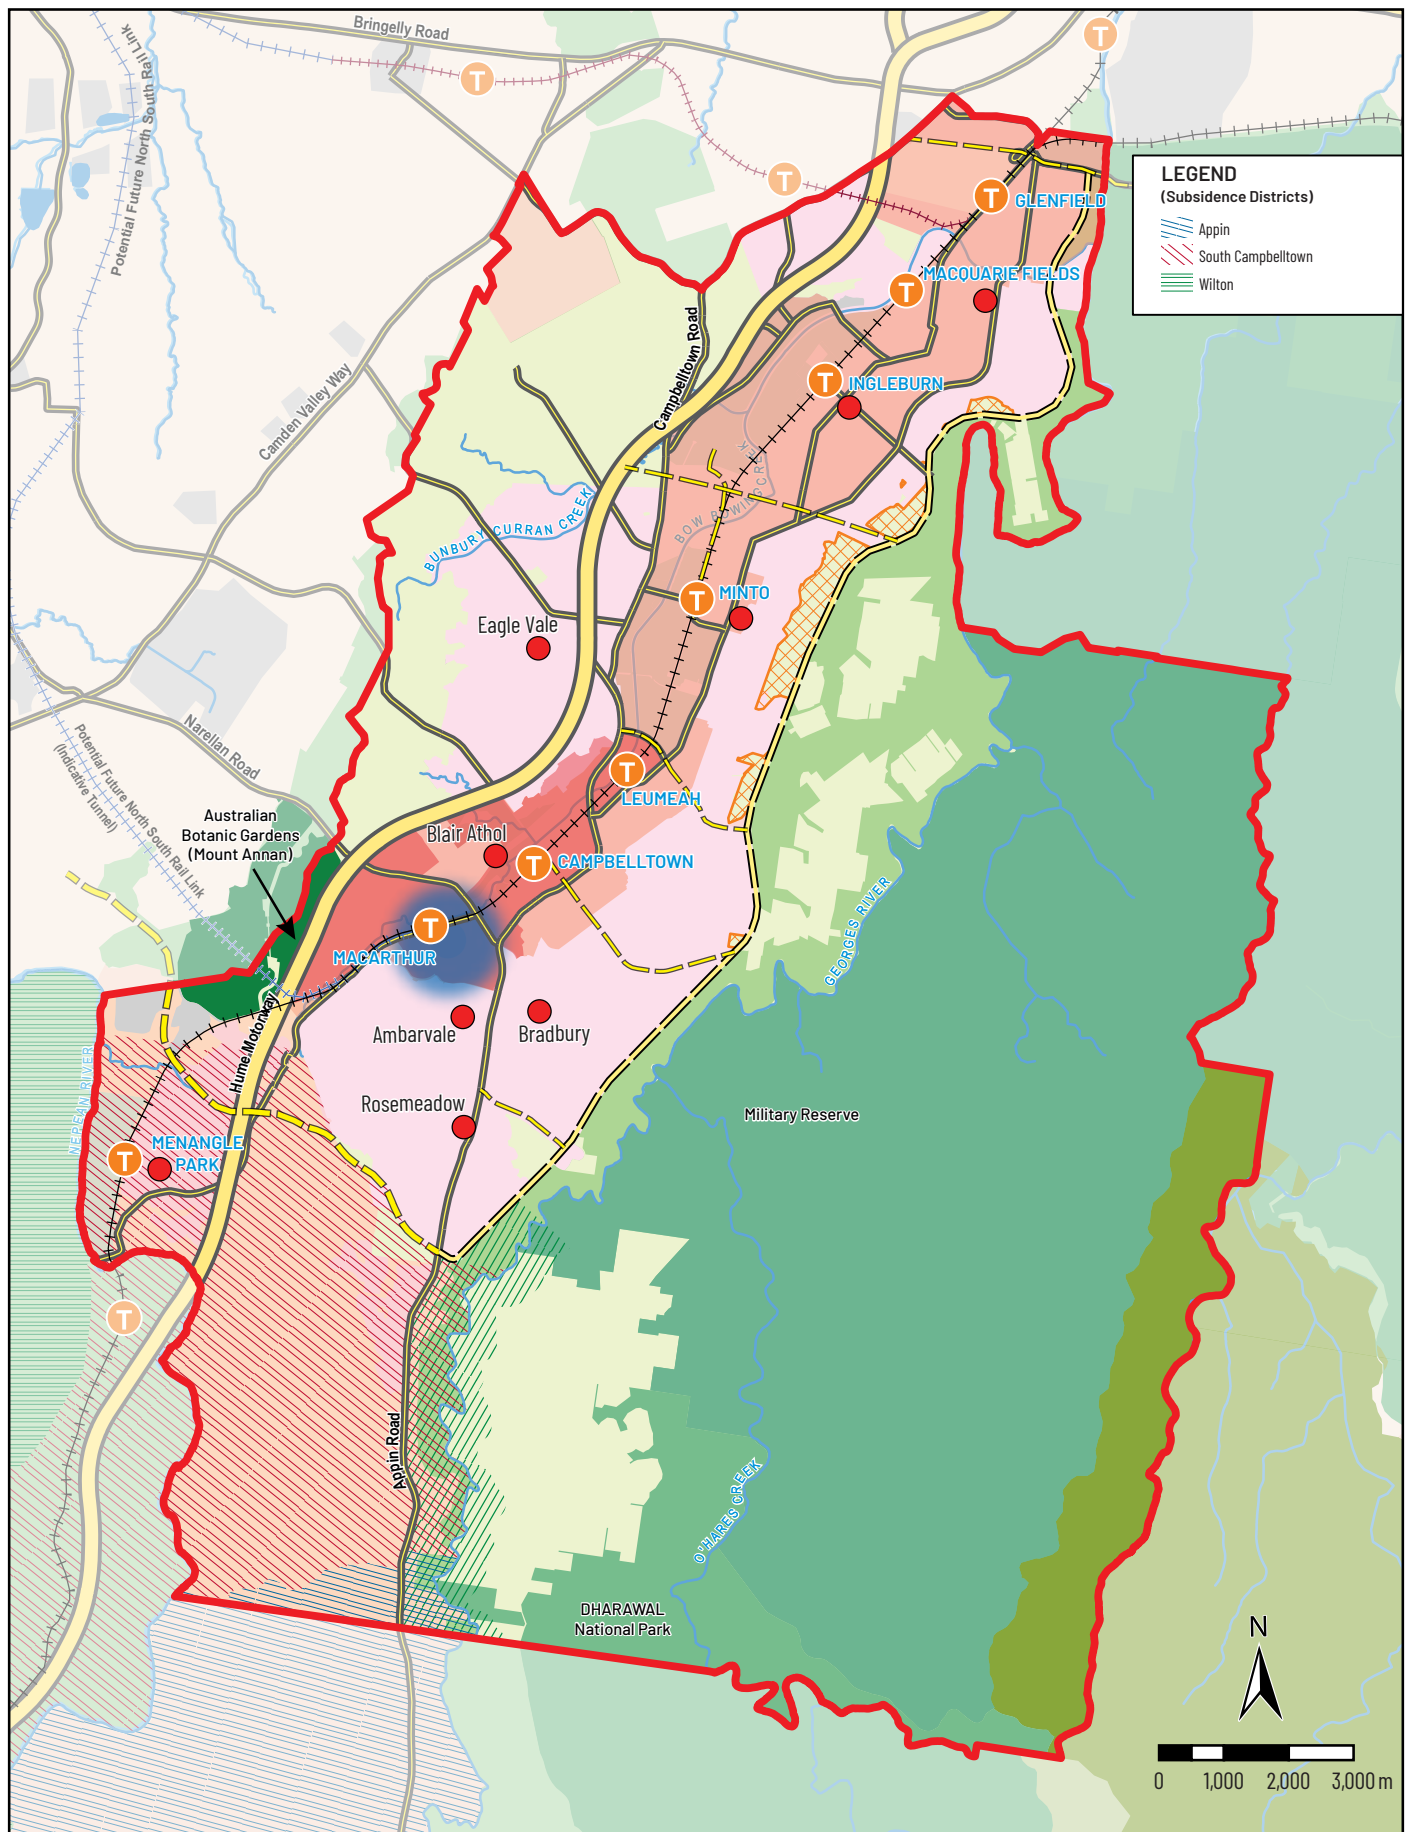 Bringelly Road
T
T
Potential Future North South Rail Link
T
LEGEND
(Subsidence Districts)
Appin
South Campbelltown
Wilton
T
GLENFIELD
T
MACQUARIE FIELDS
Campbelltown Road
Camden Valley Way
T
INGLEBURN
BOW BOWING CREEK
BUNBURY CURRAN CREEK
T
MINTO
Eagle Vale
Narellan Road
Potential Future North South Rail Link
(Indicative Tunnel)
T
LEUMEAH
Australian
Botanic Gardens
(Mount Annan)
Blair Athol
T
CAMPBELLTOWN
T
MACARTHUR
GEORGES RIVER
Ambarvale
Bradbury
Hume Motorway
NEPEAN RIVER
Rosemeadow
Military Reserve
T
MENANGLE
PARK
T
Appin Road
O'HARES CREEK
DHARAWAL
National Park
N
0
1,000
2,000
3,000 m